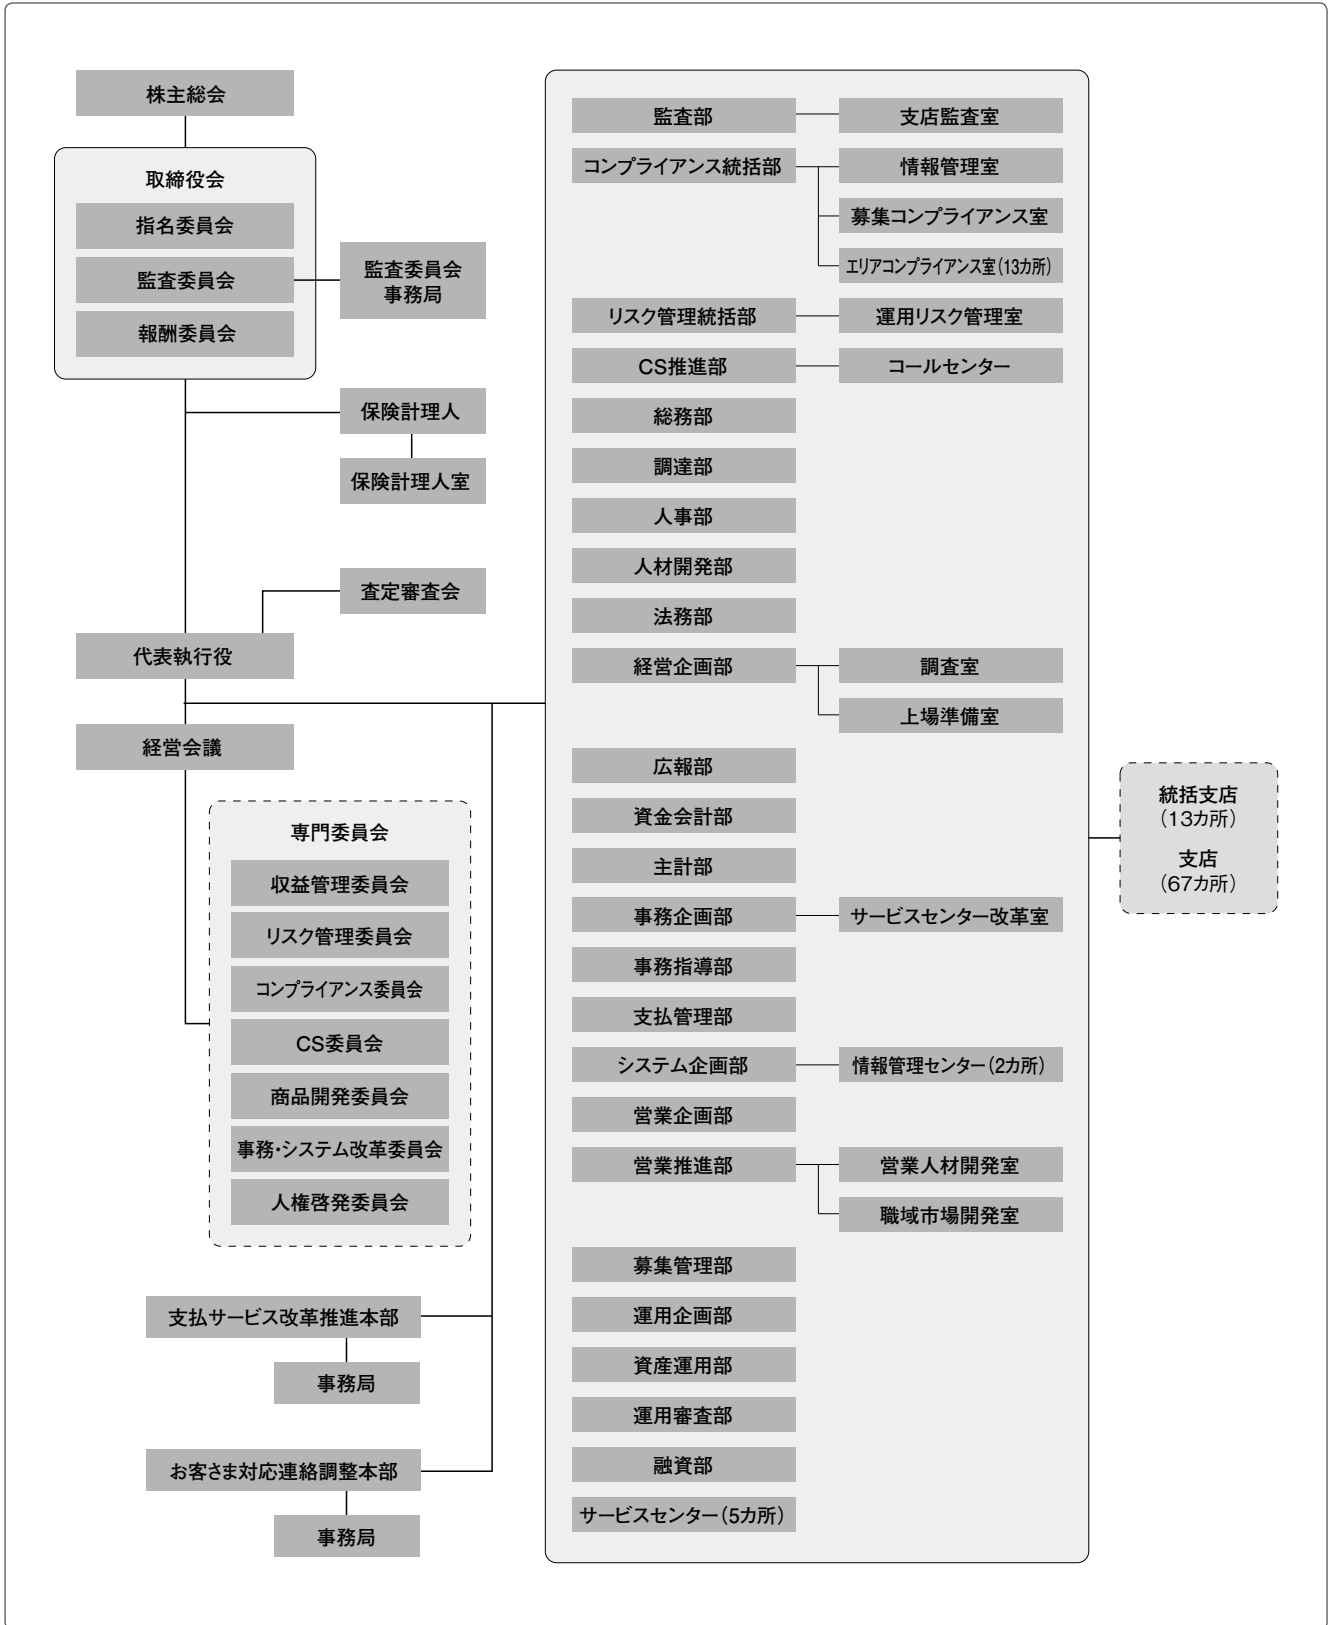 株主総会
取締役会
指名委員会
監査委員会
報酬委員会
監査委員会
事務局
保険計理人
保険計理人室
査定審査会
代表執行役
経営会議
専門委員会
収益管理委員会
リスク管理委員会
コンプライアンス委員会
CS委員会
商品開発委員会
事務・システム改革委員会
人権啓発委員会
支払サービス改革推進本部
事務局
お客さま対応連絡調整本部
事務局
監査部
支店監査室
コンプライアンス統括部
情報管理室
募集コンプライアンス室
エリアコンプライアンス室（13カ所）
リスク管理統括部
運用リスク管理室
CS推進部
コールセンター
総務部
調達部
人事部
人材開発部
法務部
経営企画部
調査室
上場準備室
広報部
資金会計部
主計部
事務企画部
サービスセンター改革室
事務指導部
支払管理部
システム企画部
情報管理センター（2カ所）
営業企画部
営業推進部
営業人材開発室
職域市場開発室
募集管理部
運用企画部
資産運用部
運用審査部
融資部
サービスセンター（5カ所）
統括支店
（13カ所）
支店
（67カ所）